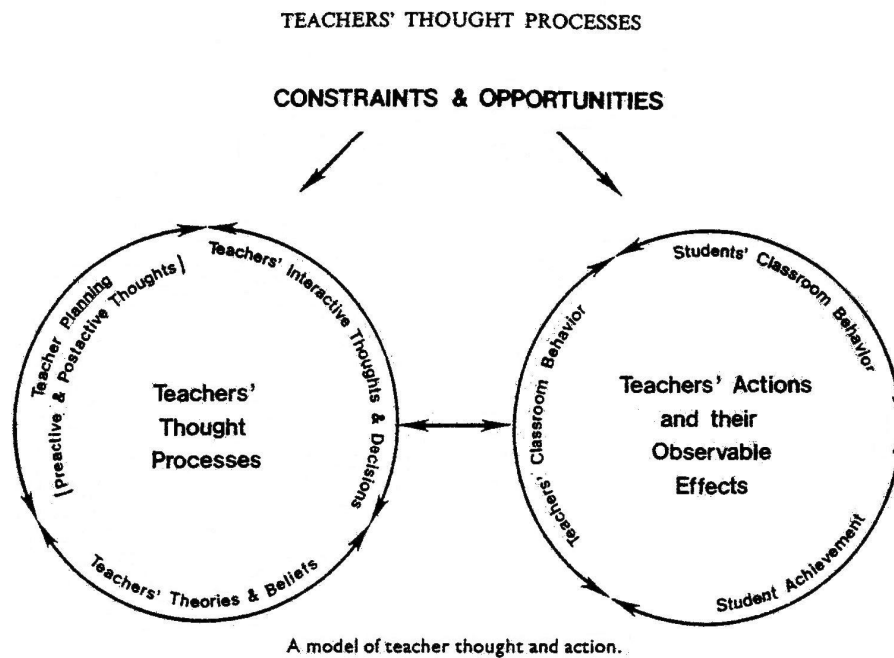 TEACHERS' THOUGHT PROCESSES
CONSTRAINTS & OPPORTUNITIES
Teacher Planning
(Preactive & Postactive Thoughts)
Teachers' Interactive Thoughts & Decisions
Teachers' Theories & Beliefs
Teachers'
Thought
Processes
Teachers' Classroom Behavior
Students' Classroom Behavior
Student Achievement
Teachers' Actions
and their
Observable
Effects
A model of teacher thought and action.